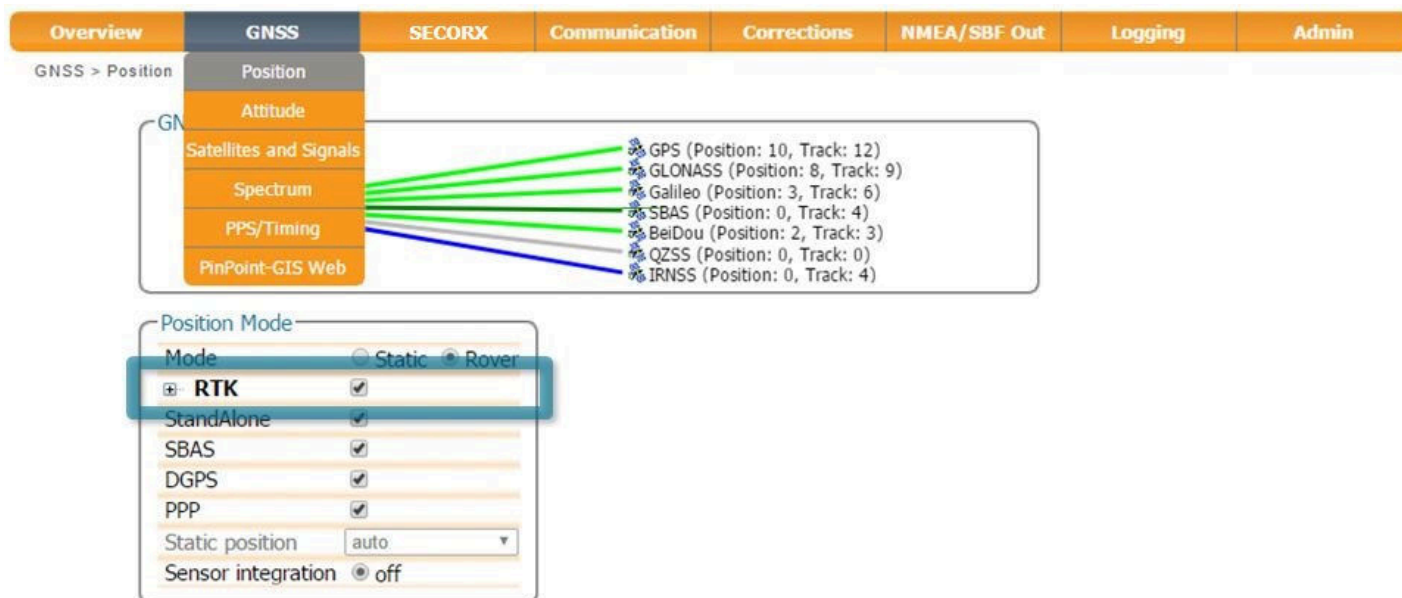 Overview GNSS SECORX Communication Corrections NMEA/SBF Out Logging Admin
GNSS > Position
Position
Attitude
Satellites and Signals
Spectrum
PPS/Timing
PinPoint-GIS Web
GN
GPS (Position: 10, Track: 12)
GLONASS (Position: 8, Track: 9)
Galileo (Position: 3, Track: 6)
SBAS (Position: 0, Track: 4)
BeiDou (Position: 2, Track: 3)
QZSS (Position: 0, Track: 0)
IRNSS (Position: 0, Track: 4)
Position Mode
Mode Static Rover
RTK
StandAlone
SBAS
DGPS
PPP
Static position auto
Sensor integration off